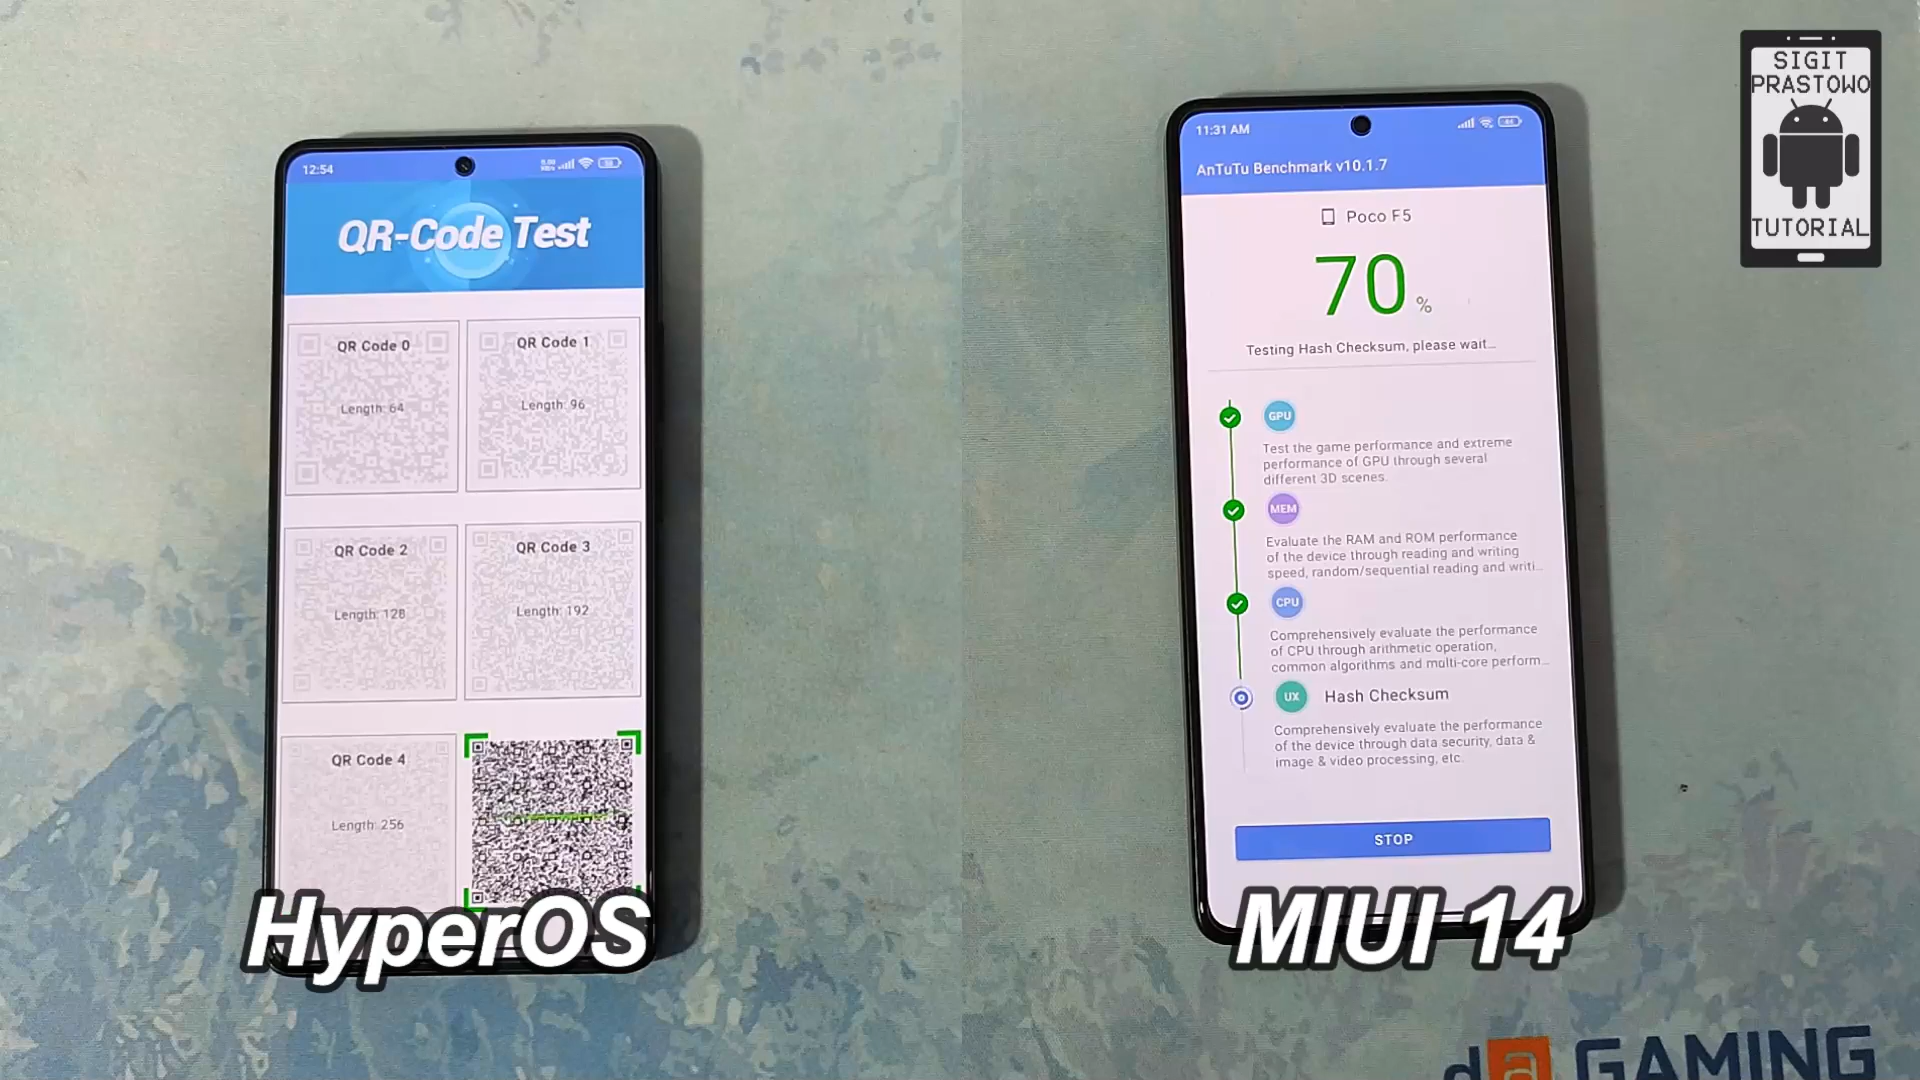 12:54
QR-Code Test
QR Code 0
Length: 64
QR Code 1
Length: 96
QR Code 2
Length: 128
QR Code 3
Length: 192
QR Code 4
Length: 256
HyperOS
11:31 AM
44
AnTuTu Benchmark v10.1.7
Poco F5
70 %
Testing Hash Checksum, please wait...
GPU
Test the game performance and extreme
performance of GPU through several
different 3D scenes.
MEM
Evaluate the RAM and ROM performance
of the device through reading and writing
speed, random/sequential reading and writi...
CPU
Comprehensively evaluate the performance
of CPU through arithmetic operation,
common algorithms and multi-core perform...
UX Hash Checksum
Comprehensively evaluate the performance
of the device through data security, data &
image & video processing, etc.
STOP
MIUI 14
SIGIT
PRASTOWO
TUTORIAL
da GAMING